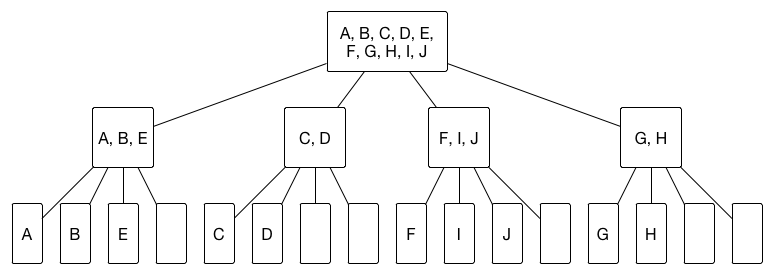 A, B, C, D, E,
F, G, H, I, J
A, B, E
C, D
F, I, J
G, H
A
B
E
C
D
F
I
J
G
H